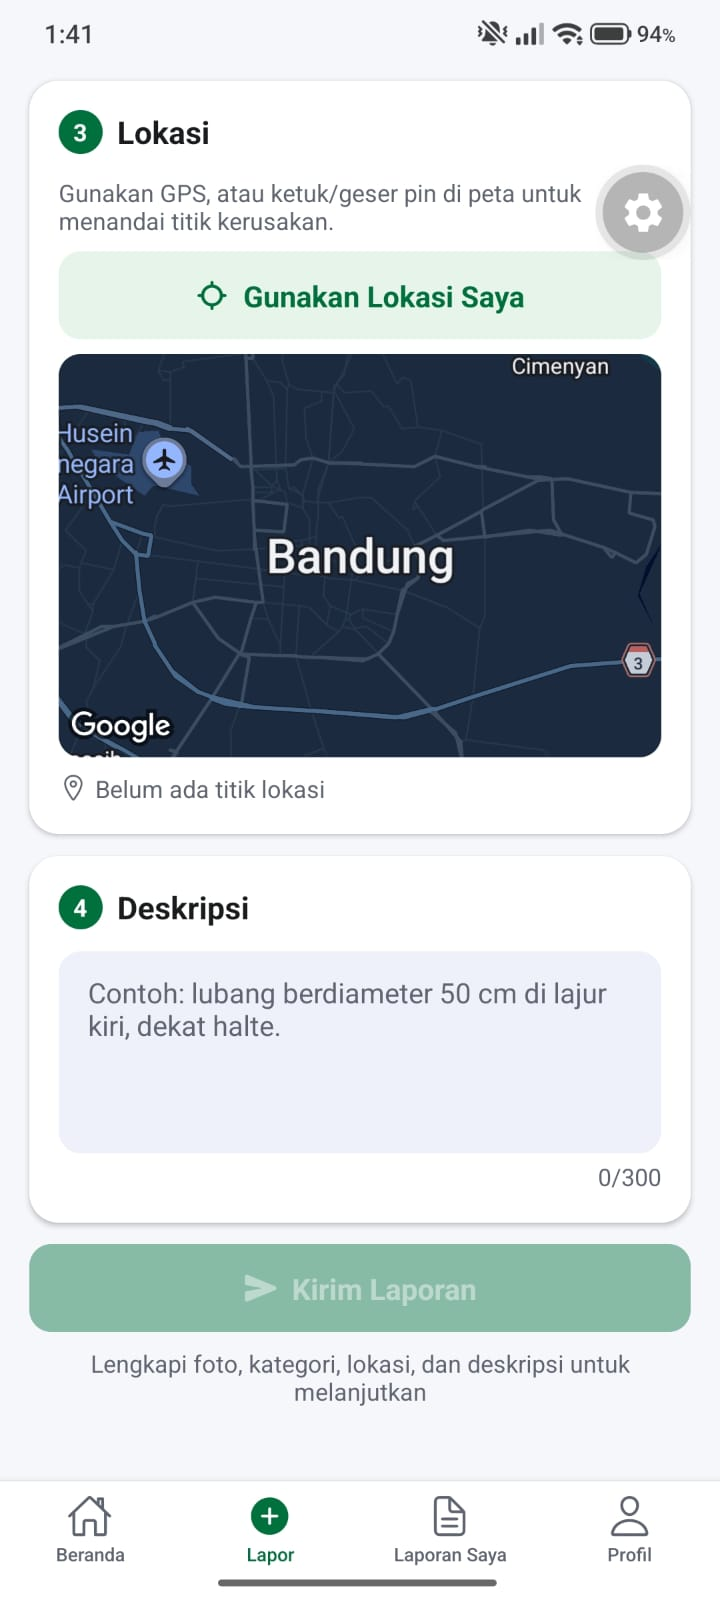 1:41
94%
3 Lokasi
Gunakan GPS, atau ketuk/geser pin di peta untuk
menandai titik kerusakan.
Gunakan Lokasi Saya
Cimenyan
Husein
negara
Airport
Bandung
3
Google
Belum ada titik lokasi
4 Deskripsi
Contoh: lubang berdiameter 50 cm di lajur
kiri, dekat halte.
0/300
Kirim Laporan
Lengkapi foto, kategori, lokasi, dan deskripsi untuk
melanjutkan
Beranda
Lapor
Laporan Saya
Profil